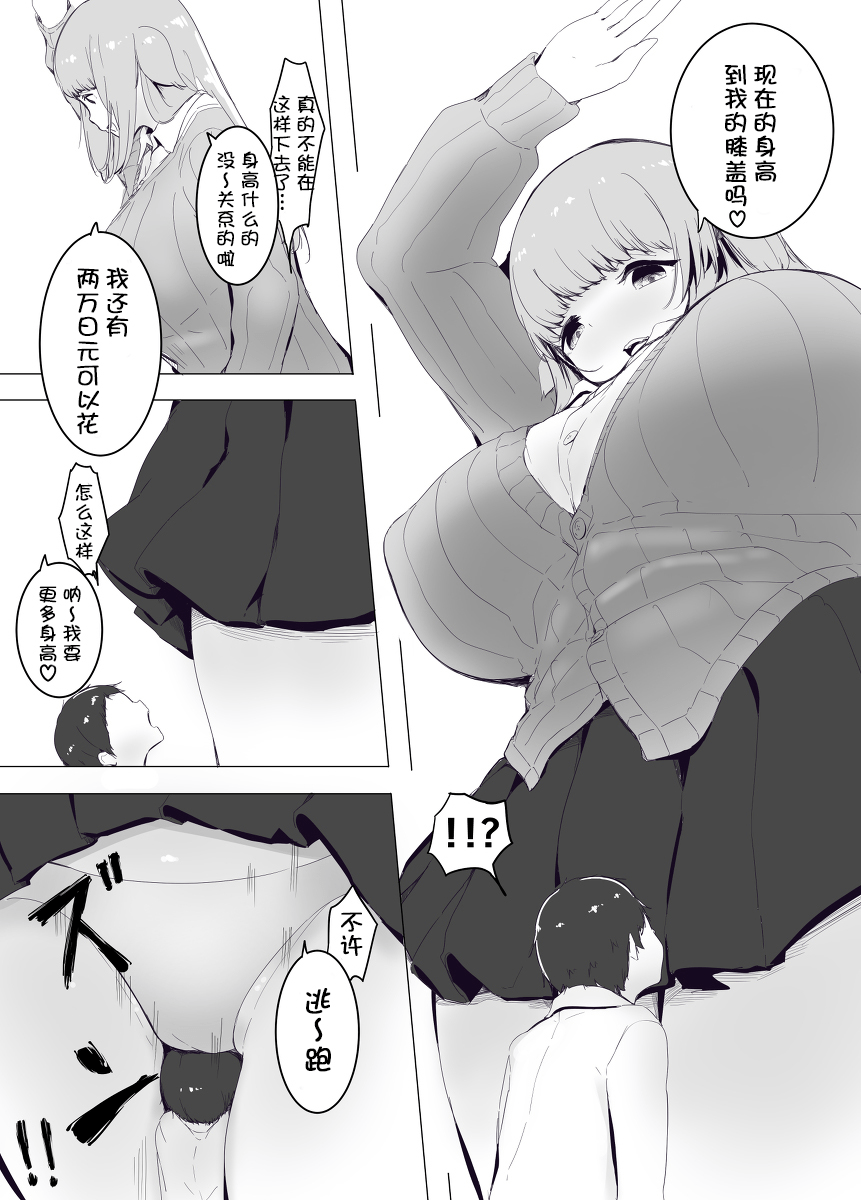 现在的身高
到我的膝盖吗♡
!!?
真的不能在
这样下去了…
身高什么的
没~关系的啦
我还有
两万日元可以花
怎么这样
呐~我要
更多身高♡
不许
逃~跑
ズンッ!!